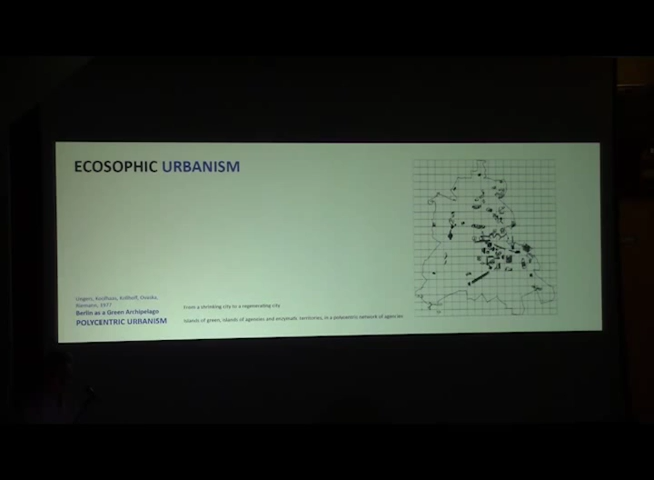 ECOSOPHIC URBANISM
Ungers, Koolhaas, Kollhoff, Ovaska,
Riemann, 1977
Berlin as a Green Archipelago
POLYCENTRIC URBANISM
From a shrinking city to a regenerating city
Islands of green, islands of agencies and enzymatic territories, in a polycentric network of agencies